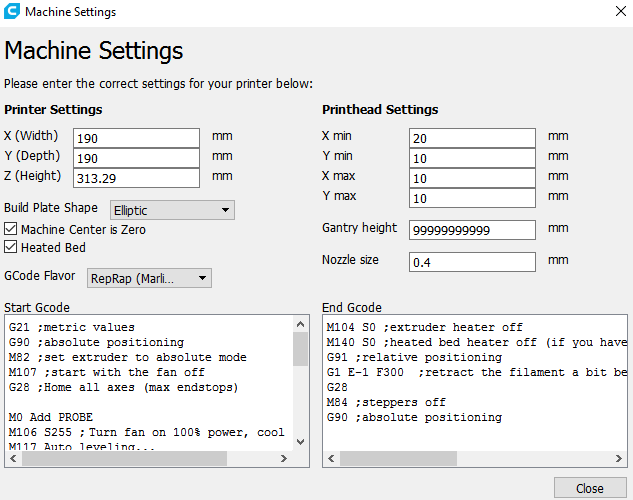 Machine Settings
Machine Settings
Please enter the correct settings for your printer below:
Printer Settings
X (Width) 190 mm
Y (Depth) 190 mm
Z (Height) 313.29 mm
Build Plate Shape Elliptic
Machine Center is Zero
Heated Bed
GCode Flavor RepRap (Marli...
Printhead Settings
X min 20 mm
Y min 10 mm
X max 10 mm
Y max 10 mm
Gantry height 99999999999 mm
Nozzle size 0.4 mm
Start Gcode
G21 ;metric values
G90 ;absolute positioning
M82 ;set extruder to absolute mode
M107 ;start with the fan off
G28 ;Home all axes (max endstops)
M0 Add PROBE
M106 S255 ; Turn fan on 100% power, cool
M117 Auto leveling...
End Gcode
M104 S0 ;extruder heater off
M140 S0 ;heated bed heater off (if you have
G91 ;relative positioning
G1 E-1 F300  ;retract the filament a bit be
G28
M84 ;steppers off
G90 ;absolute positioning
Close